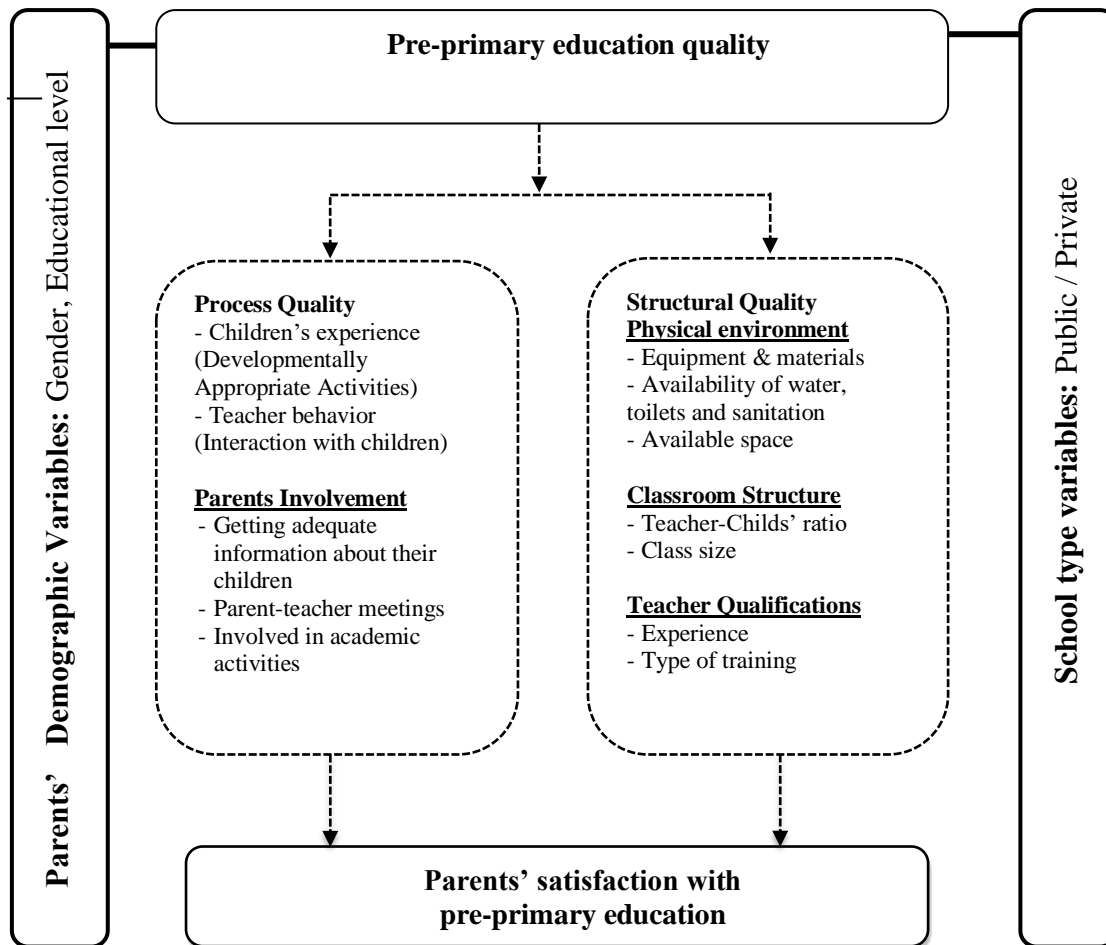 Pre-primary education quality
Parents’ Demographic Variables: Gender, Educational level
School type variables: Public / Private
Process Quality
- Children’s experience
(Developmentally
Appropriate Activities)
- Teacher behavior
(Interaction with children)
Parents Involvement
- Getting adequate
information about their
children
- Parent-teacher meetings
- Involved in academic
activities
Structural Quality
Physical environment
- Equipment & materials
- Availability of water,
toilets and sanitation
- Available space
Classroom Structure
- Teacher-Childs’ ratio
- Class size
Teacher Qualifications
- Experience
- Type of training
Parents’ satisfaction with
pre-primary education